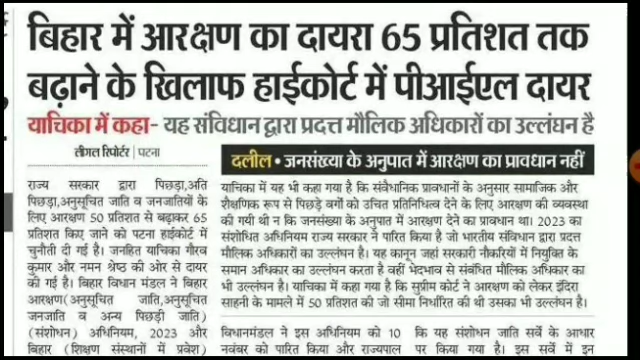 बिहार में आरक्षण का दायरा 65 प्रतिशत तक
बढ़ाने के खिलाफ हाईकोर्ट में पीआईएल दायर
याचिका में कहा- यह संविधान द्वारा प्रदत्त मौलिक अधिकारों का उल्लंघन है
लीगल रिपोर्टर | पटना
राज्य सरकार द्वारा पिछड़ा,अति
पिछड़ा,अनुसूचित जाति व जनजातियों के
लिए आरक्षण 50 प्रतिशत से बढ़ाकर 65
प्रतिशत किए जाने को पटना हाईकोर्ट में
चुनौती दी गई है। जनहित याचिका गौरव
कुमार और नमन श्रेष्ठ की ओर से दायर
की गई है। बिहार विधान मंडल ने बिहार
आरक्षण(अनुसूचित जाति,अनुसूचित
जनजाति व अन्य पिछड़ी जाति)
(संशोधन) अधिनियम, 2023 और
बिहार (शिक्षण संस्थानों में प्रवेश)
दलील • जनसंख्या के अनुपात में आरक्षण का प्रावधान नहीं
याचिका में यह भी कहा गया है कि संवैधानिक प्रावधानों के अनुसार सामाजिक और
शैक्षणिक रूप से पिछड़े वर्गों को उचित प्रतिनिधित्व देने के लिए आरक्षण की व्यवस्था
की गयी थी न कि जनसंख्या के अनुपात में आरक्षण देने का प्रावधान था। 2023 का
संशोधित अधिनियम राज्य सरकार ने पारित किया है जो भारतीय संविधान द्वारा प्रदत्त
मौलिक अधिकारों का उल्लंघन है। यह कानून जहां सरकारी नौकरियों में नियुक्ति के
समान अधिकार का उल्लंघन करता है वहीं भेदभाव से संबंधित मौलिक अधिकार का
भी उल्लंघन है। याचिका में कहा गया है कि सुप्रीम कोर्ट ने आरक्षण को लेकर इंदिरा
साहनी के मामले में 50 प्रतिशत की जो सीमा निर्धारित की थी उसका भी उल्लंघन है।
विधानमंडल ने इस अधिनियम को 10
नवंबर को पारित किया और राज्यपाल
कि यह संशोधन जाति सर्वे के आधार
पर किया गया है। इस सर्वे में इन